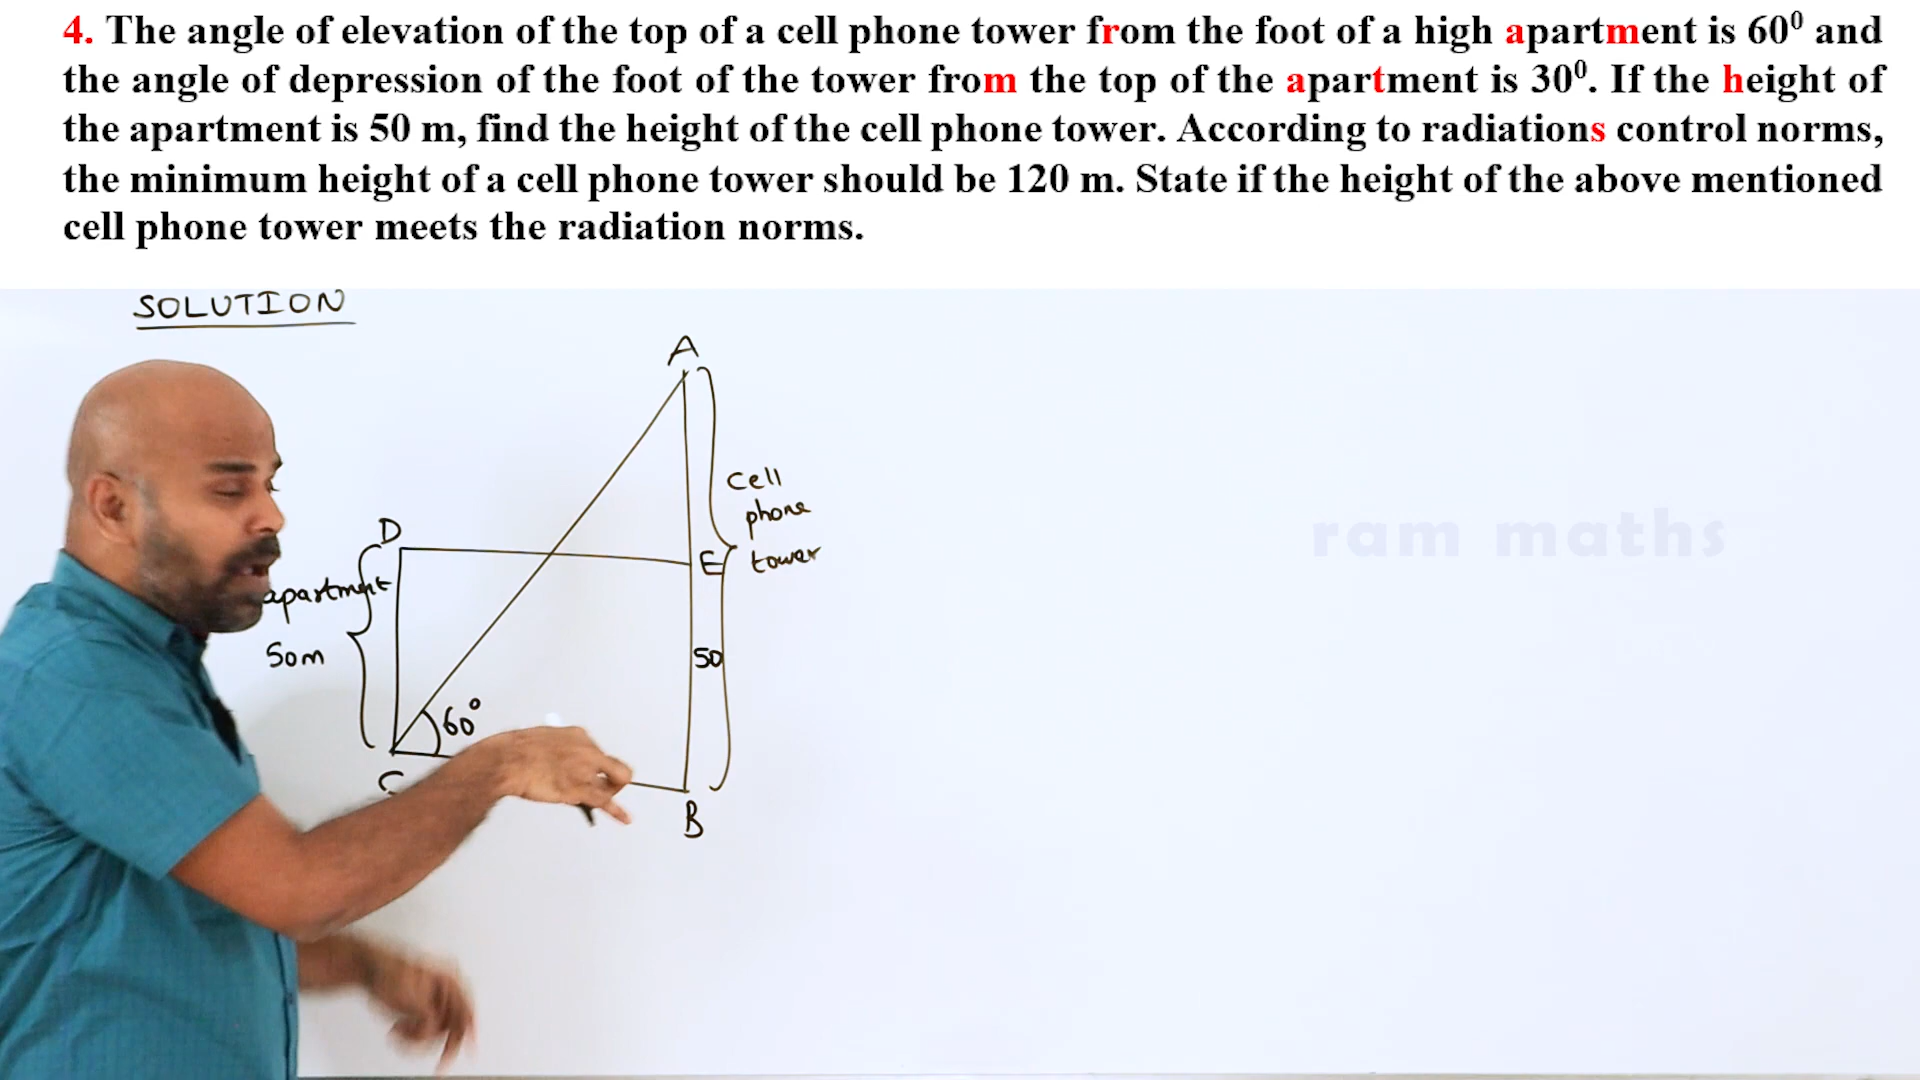 4. The angle of elevation of the top of a cell phone tower from the foot of a high apartment is 60⁰ and
the angle of depression of the foot of the tower from the top of the apartment is 30⁰. If the height of
the apartment is 50 m, find the height of the cell phone tower. According to radiations control norms,
the minimum height of a cell phone tower should be 120 m. State if the height of the above mentioned
cell phone tower meets the radiation norms.
SOLUTION
A
cell
phone
tower
D
E
apartment
50m
50
60°
C
B
ram maths